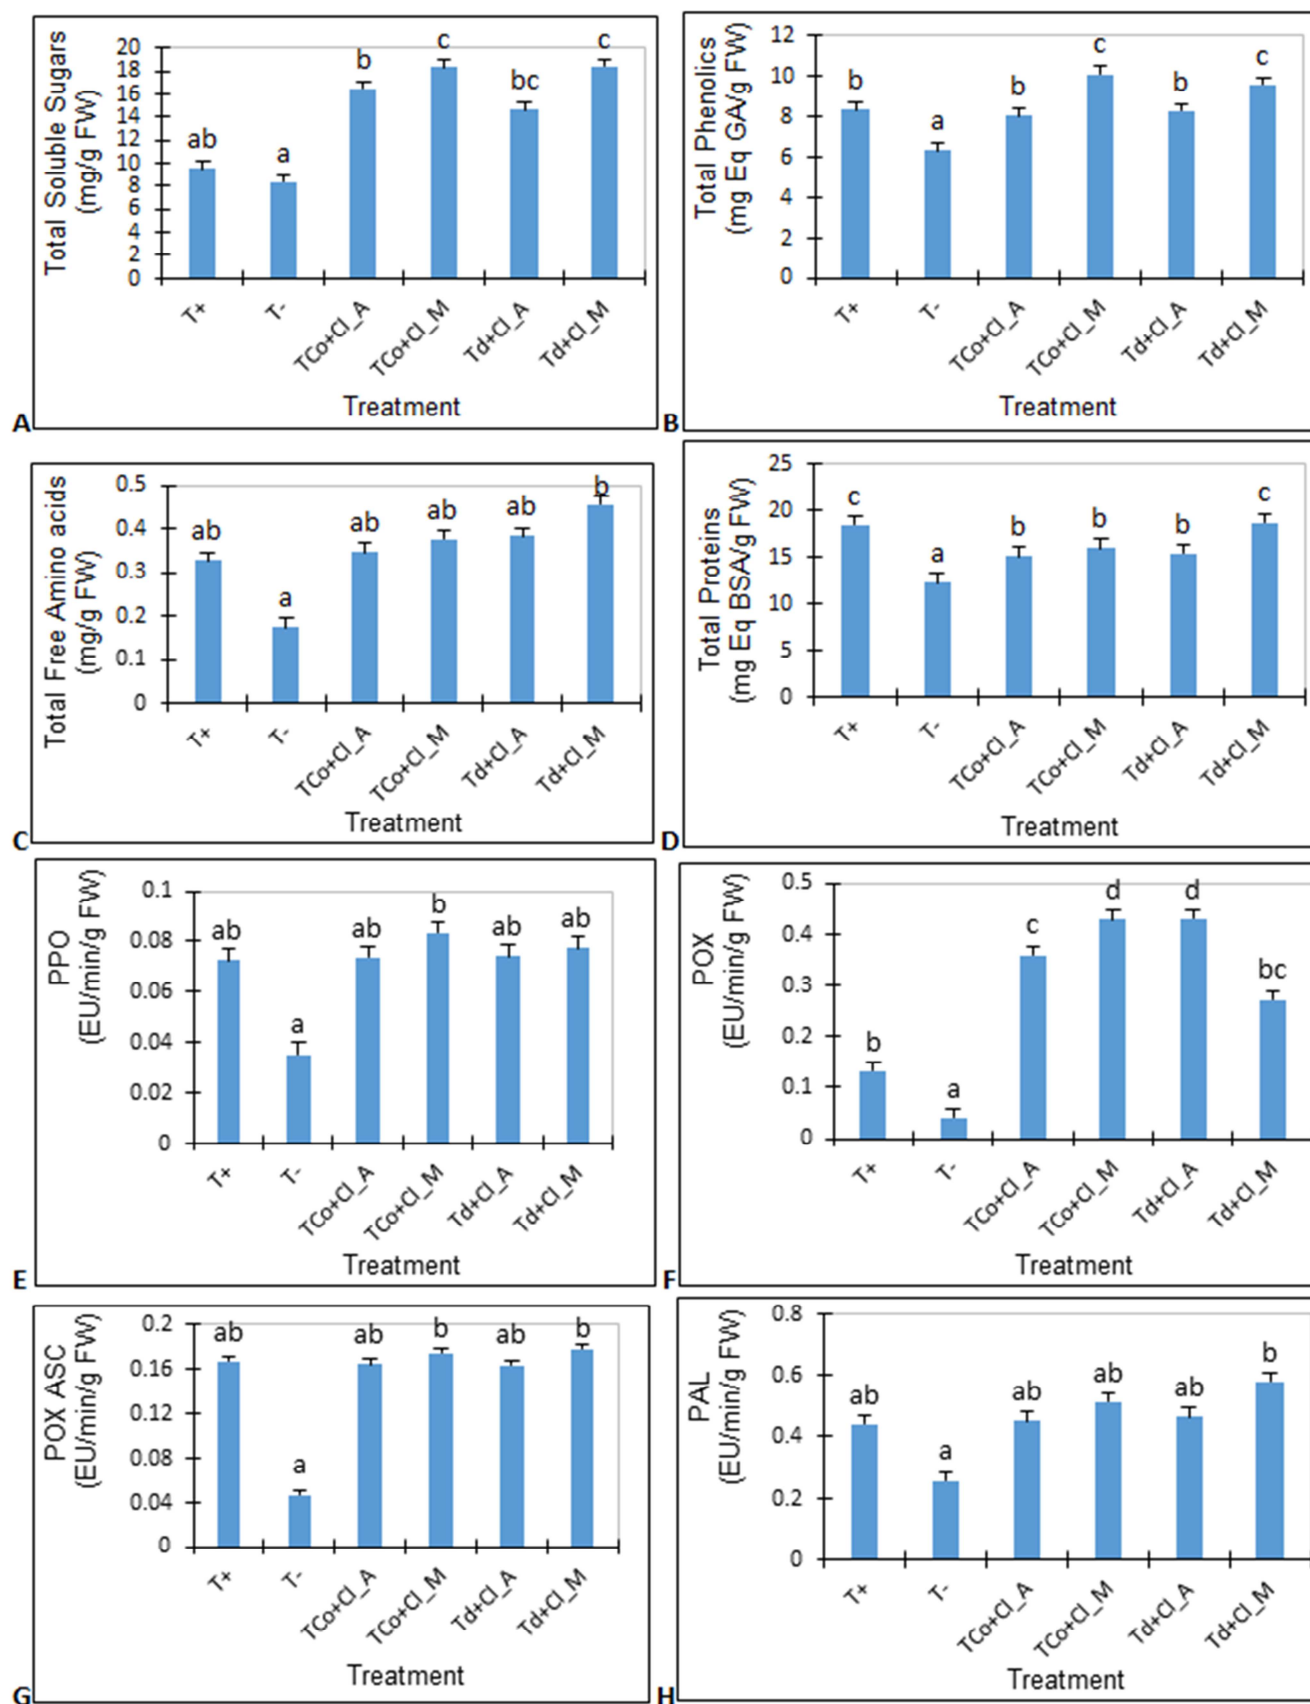 Total Soluble Sugars
(mg/g FW)
20
18
16
14
12
10
8
6
4
2
0
ab
a
b
c
bc
c
T+
T-
TCo+Cl_A
TCo+Cl_M
Td+Cl_A
Td+Cl_M
Treatment
A
Total Phenolics
(mg Eq GA/g FW)
12
10
8
6
4
2
0
b
a
b
c
b
c
T+
T-
TCo+Cl_A
TCo+Cl_M
Td+Cl_A
Td+Cl_M
Treatment
B
Total Free Amino acids
(mg/g FW)
0.5
0.4
0.3
0.2
0.1
0
ab
a
ab
ab
ab
b
T+
T-
TCo+Cl_A
TCo+Cl_M
Td+Cl_A
Td+Cl_M
Treatment
C
Total Proteins
(mg Eq BSA/g FW)
25
20
15
10
5
0
c
a
b
b
b
c
T+
T-
TCo+Cl_A
TCo+Cl_M
Td+Cl_A
Td+Cl_M
Treatment
D
PPO
(EU/min/g FW)
0.1
0.08
0.06
0.04
0.02
0
ab
a
ab
b
ab
ab
T+
T-
TCo+Cl_A
TCo+Cl_M
Td+Cl_A
Td+Cl_M
Treatment
E
POX
(EU/min/g FW)
0.5
0.4
0.3
0.2
0.1
0
b
a
c
d
d
bc
T+
T-
TCo+Cl_A
TCo+Cl_M
Td+Cl_A
Td+Cl_M
Treatment
F
POX ASC
(EU/min/g FW)
0.2
0.16
0.12
0.08
0.04
0
ab
a
ab
b
ab
b
T+
T-
TCo+Cl_A
TCo+Cl_M
Td+Cl_A
Td+Cl_M
Treatment
G
PAL
(EU/min/g FW)
0.8
0.6
0.4
0.2
0
ab
a
ab
ab
ab
b
T+
T-
TCo+Cl_A
TCo+Cl_M
Td+Cl_A
Td+Cl_M
Treatment
H